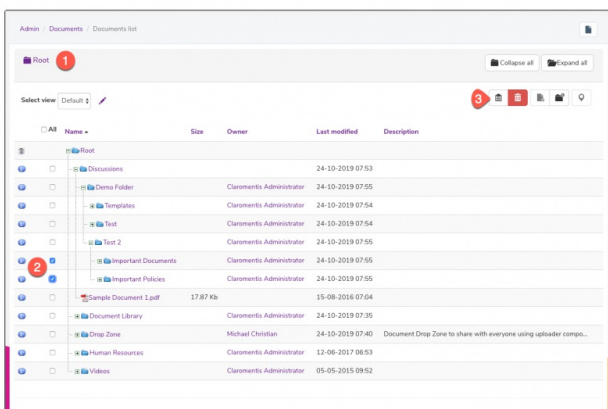 Admin / Documents / Documents list
Root 1
Collapse all Expand all
Select view Default 3
All Name Size Owner Last modified Description
Root
Discussions 24-10-2019 07:53
Demo Folder Claromentis Administrator 24-10-2019 07:55
Templates Claromentis Administrator 24-10-2019 07:54
Test Claromentis Administrator 24-10-2019 07:54
Test 2 Claromentis Administrator 24-10-2019 07:55
2 Important Documents Claromentis Administrator 24-10-2019 07:55
Important Policies Claromentis Administrator 24-10-2019 07:55
Sample Document 1.pdf 17.87 Kb 15-08-2016 07:04
Document Library Claromentis Administrator 24-10-2019 07:35
Drop Zone Michael Christian 24-10-2019 07:40 Document Drop Zone to share with everyone using uploader compo...
Human Resources Claromentis Administrator 12-06-2017 06:53
Videos Claromentis Administrator 05-05-2015 09:52